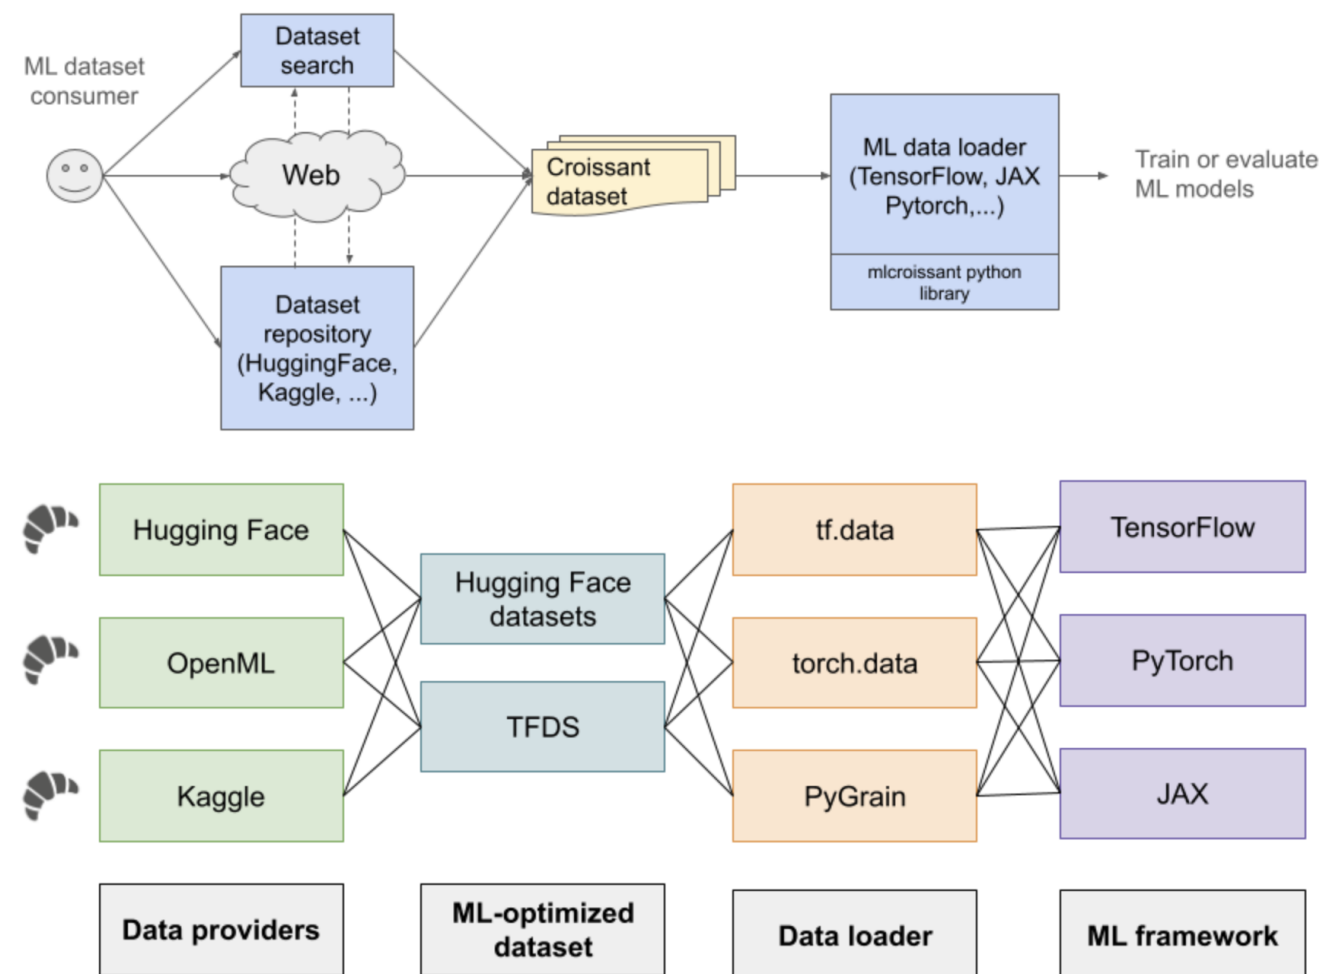 Dataset
search
ML dataset
consumer
Web
Croissant
dataset
ML data loader
(TensorFlow, JAX
Pytorch,...)
mlcroissant python
library
Train or evaluate
ML models
Dataset
repository
(HuggingFace,
Kaggle, ...)
Hugging Face
OpenML
Kaggle
Hugging Face
datasets
TFDS
tf.data
torch.data
PyGrain
TensorFlow
PyTorch
JAX
Data providers
ML-optimized
dataset
Data loader
ML framework